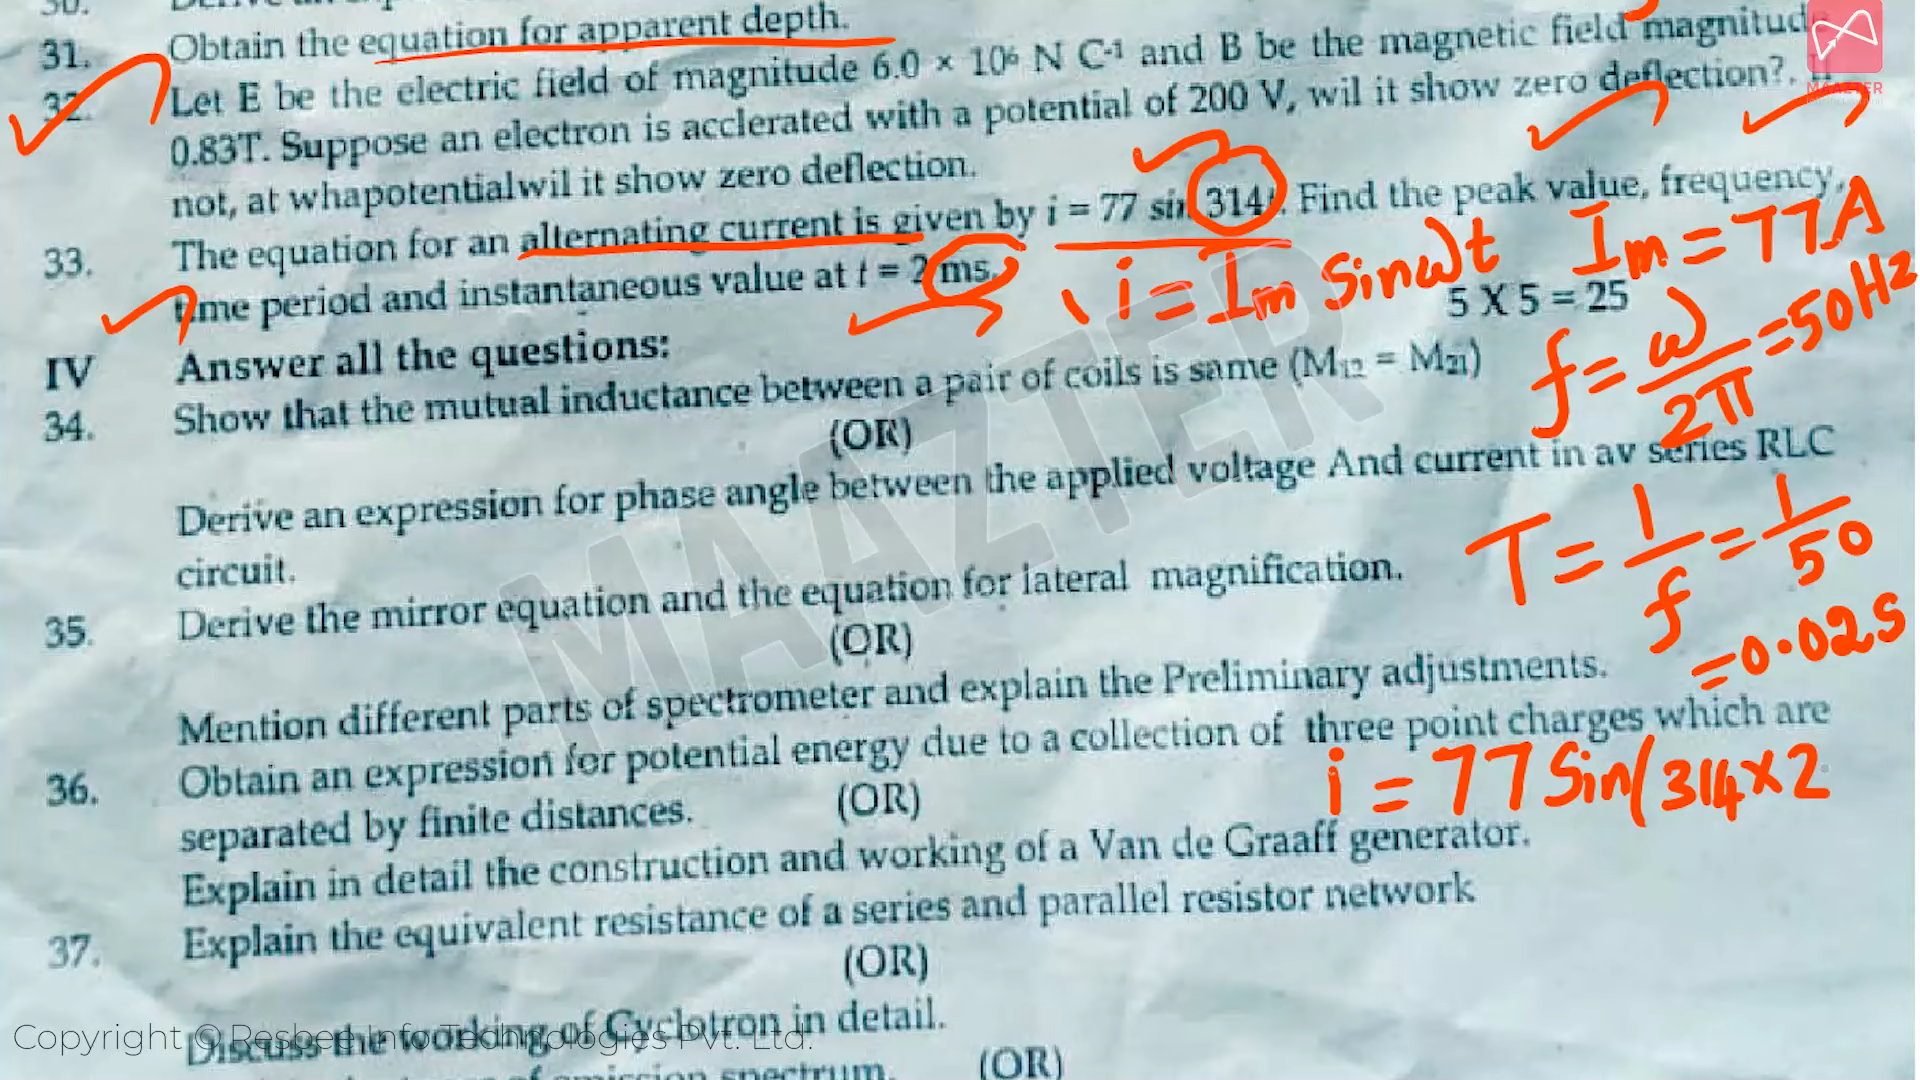 31. Obtain the equation for apparent depth.
32. Let E be the electric field of magnitude 6.0 × 10⁶ N C⁻¹ and B be the magnetic field magnitude
0.83T. Suppose an electron is acclerated with a potential of 200 V, wil it show zero deflection?. If
not, at whapotentialwil it show zero deflection.
33. The equation for an alternating current is given by i = 77 sin 314t. Find the peak value, frequency,
time period and instantaneous value at t = 2 ms.
i = Im Sinωt Im = 77A
5 X 5 = 25
f = ω/2π = 50Hz
IV Answer all the questions:
34. Show that the mutual inductance between a pair of coils is same (M₁₂ = M₂₁)
(OR)
Derive an expression for phase angle between the applied voltage And current in av series RLC
circuit.
T = 1/f = 1/50
= 0.02s
35. Derive the mirror equation and the equation for lateral magnification.
(OR)
Mention different parts of spectrometer and explain the Preliminary adjustments.
36. Obtain an expression for potential energy due to a collection of three point charges which are
separated by finite distances.
(OR)
i = 77 Sin(314×2
Explain in detail the construction and working of a Van de Graaff generator.
37. Explain the equivalent resistance of a series and parallel resistor network
(OR)
Discuss the working of Cyclotron in detail.
of emission spectrum.
(OR)
MAAZTER
MAAZTER
Copyright © Resbee Info Technologies Pvt. Ltd.